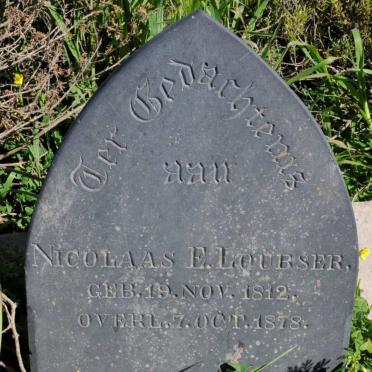 Ter Gedachtenis
aan
NICOLAAS E. LOUBSER,
GEB. 19. NOV. 1812,
OVERL. 7. OCT. 1878.